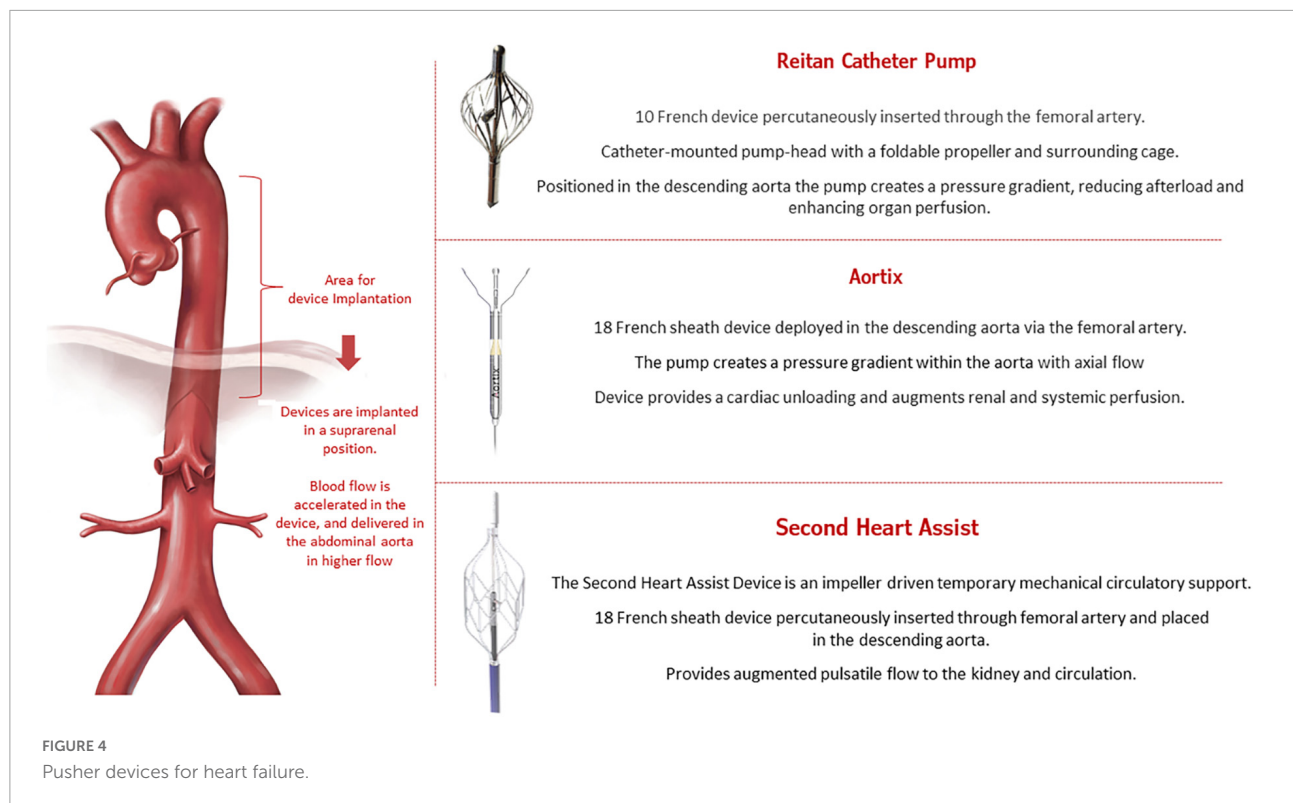 Area for
device Implantation
Devices are implanted
in a suprarenal
position.
Blood flow is
accelerated in the
device, and delivered in
the abdominal aorta
in higher flow
Reitan Catheter Pump
10 French device percutaneously inserted through the femoral artery.
Catheter-mounted pump-head with a foldable propeller and surrounding cage.
Positioned in the descending aorta the pump creates a pressure gradient, reducing afterload and
enhancing organ perfusion.
Aortix
Aortix
18 French sheath device deployed in the descending aorta via the femoral artery.
The pump creates a pressure gradient within the aorta with axial flow
Device provides a cardiac unloading and augments renal and systemic perfusion.
Second Heart Assist
The Second Heart Assist Device is an impeller driven temporary mechanical circulatory support.
18 French sheath device percutaneously inserted through femoral artery and placed
in the descending aorta.
Provides augmented pulsatile flow to the kidney and circulation.
FIGURE 4
Pusher devices for heart failure.